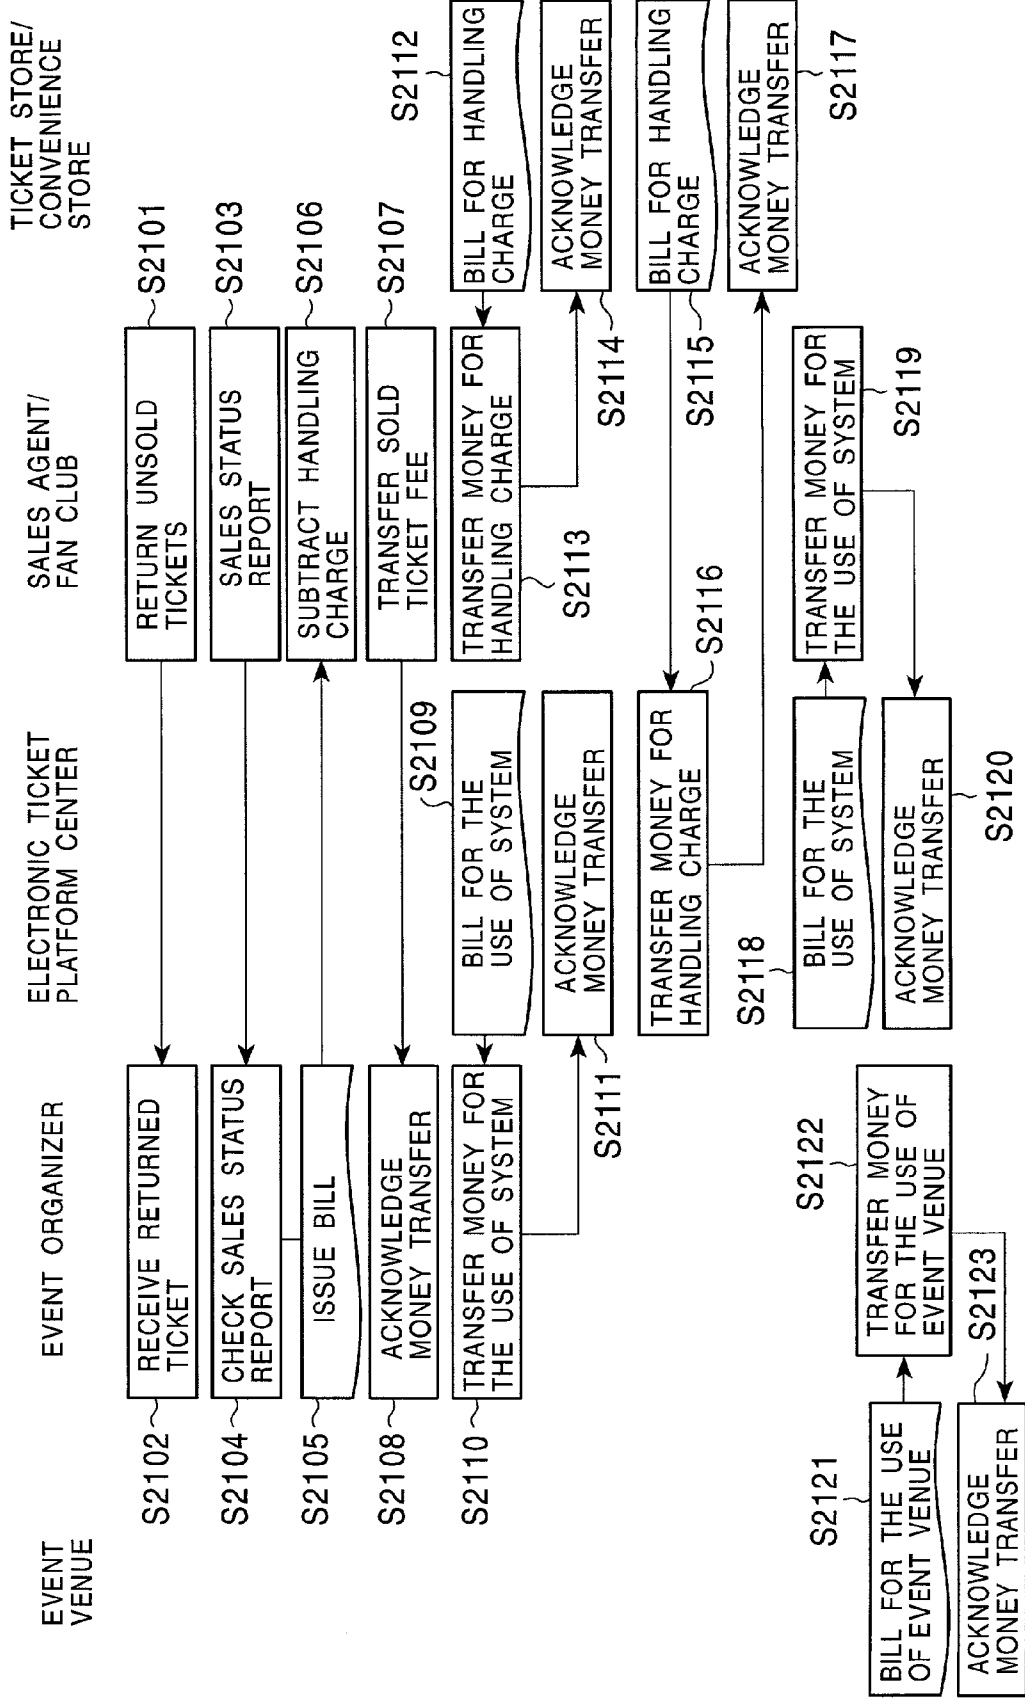 EVENT
VENUE
EVENT ORGANIZER
ELECTRONIC TICKET
PLATFORM CENTER
SALES AGENT/
FAN CLUB
TICKET STORE/
CONVENIENCE
STORE
S2102
RECEIVE RETURNED
TICKET
RETURN UNSOLD
TICKETS
S2101
S2104
CHECK SALES STATUS
REPORT
SALES STATUS
REPORT
S2103
S2105
ISSUE BILL
SUBTRACT HANDLING
CHARGE
S2106
S2108
ACKNOWLEDGE
MONEY TRANSFER
TRANSFER SOLD
TICKET FEE
S2107
S2110
TRANSFER MONEY FOR
THE USE OF SYSTEM
BILL FOR THE
USE OF SYSTEM
S2109
TRANSFER MONEY FOR
HANDLING CHARGE
S2113
BILL FOR HANDLING
CHARGE
S2112
S2111
ACKNOWLEDGE
MONEY TRANSFER
S2114
ACKNOWLEDGE
MONEY TRANSFER
TRANSFER MONEY FOR
HANDLING CHARGE
S2116
S2115
BILL FOR HANDLING
CHARGE
ACKNOWLEDGE
MONEY TRANSFER
S2117
S2118
BILL FOR THE
USE OF SYSTEM
TRANSFER MONEY FOR
THE USE OF SYSTEM
S2119
ACKNOWLEDGE
MONEY TRANSFER
S2120
S2121
BILL FOR THE USE
OF EVENT VENUE
S2122
TRANSFER MONEY
FOR THE USE OF
EVENT VENUE
ACKNOWLEDGE
MONEY TRANSFER
S2123